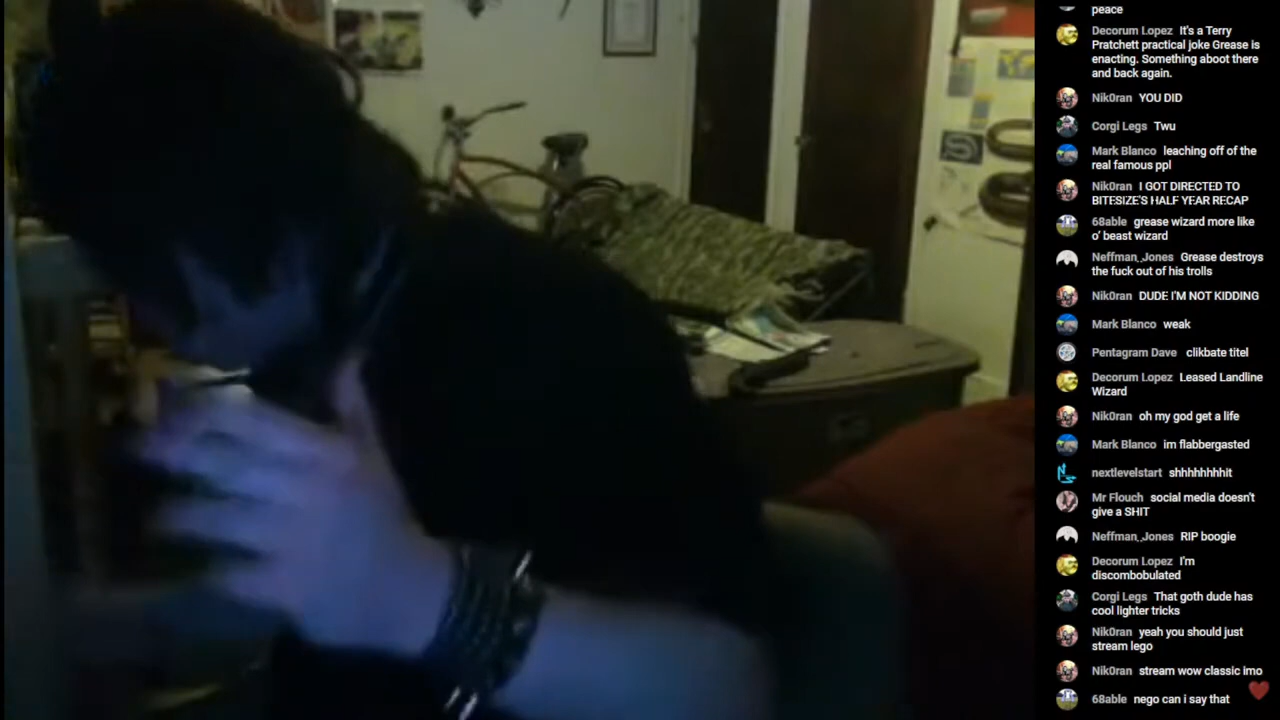 peace
Decorum Lopez It's a Terry
Pratchett practical joke Grease is
enacting. Something aboot there
and back again.
Nik0ran YOU DID
Corgi Legs Twu
Mark Blanco leaching off of the
real famous ppl
Nik0ran I GOT DIRECTED TO
BITESIZE'S HALF YEAR RECAP
68able grease wizard more like
o' beast wizard
Neffman_Jones Grease destroys
the fuck out of his trolls
Nik0ran DUDE I'M NOT KIDDING
Mark Blanco weak
Pentagram Dave clikbate titel
Decorum Lopez Leased Landline
Wizard
Nik0ran oh my god get a life
Mark Blanco im flabbergasted
nextlevelstart shhhhhhhhit
Mr Flouch social media doesn't
give a SHIT
Neffman_Jones RIP boogie
Decorum Lopez I'm
discombobulated
Corgi Legs That goth dude has
cool lighter tricks
Nik0ran yeah you should just
stream lego
Nik0ran stream wow classic imo
68able nego can i say that